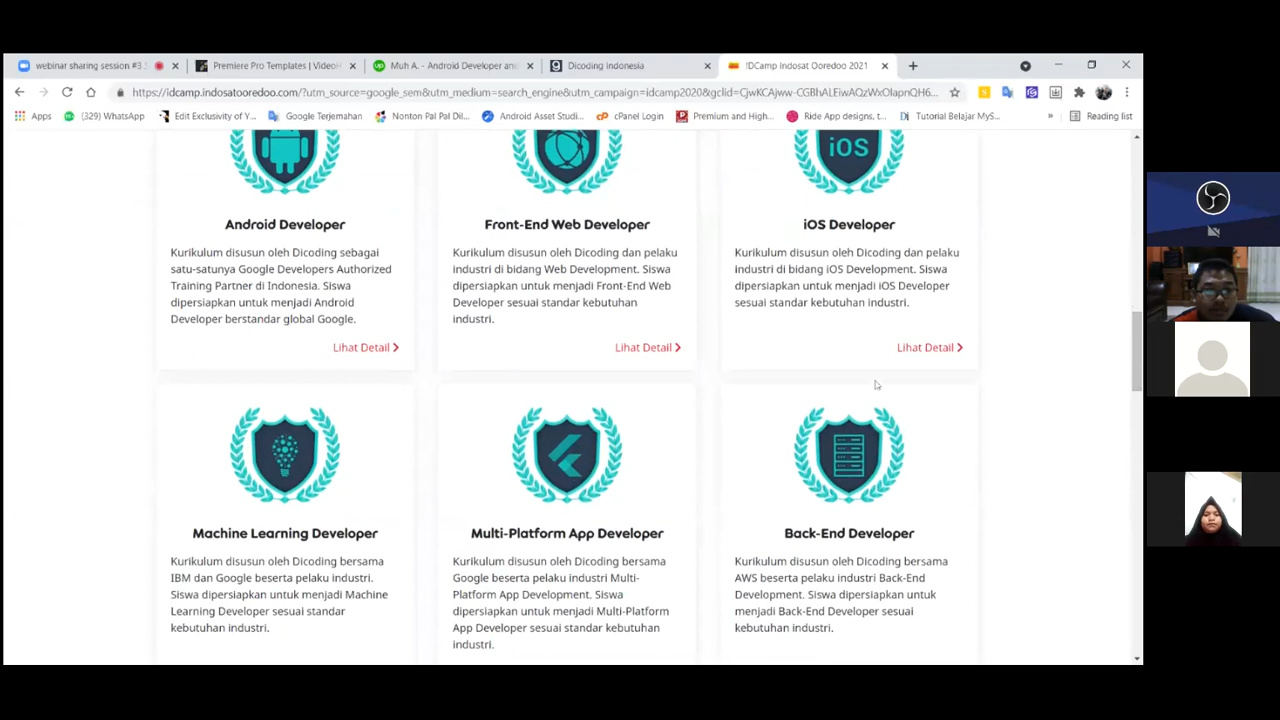 webinar sharing session #3
Premiere Pro Templates | VideoH
Muh A. - Android Developer and
Dicoding Indonesia
IDCamp Indosat Ooredoo 2021
https://idcamp.indosatooredoo.com/?utm_source=google_sem&utm_medium=search_engine&utm_campaign=idcamp2020&gclid=CjwKCAjww-CGBhALEiwAQzWxOlapnQH6...
Apps
(329) WhatsApp
Edit Exclusivity of Y...
Google Terjemahan
Nonton Pal Pal Dil...
Android Asset Studi...
cPanel Login
Premium and High...
Ride App designs, t...
Tutorial Belajar MyS...
»
Reading list
iOS
Android Developer
Kurikulum disusun oleh Dicoding sebagai
satu-satunya Google Developers Authorized
Training Partner di Indonesia. Siswa
dipersiapkan untuk menjadi Android
Developer berstandar global Google.
Lihat Detail
Front-End Web Developer
Kurikulum disusun oleh Dicoding dan pelaku
industri di bidang Web Development. Siswa
dipersiapkan untuk menjadi Front-End Web
Developer sesuai standar kebutuhan
industri.
Lihat Detail
iOS Developer
Kurikulum disusun oleh Dicoding dan pelaku
industri di bidang iOS Development. Siswa
dipersiapkan untuk menjadi iOS Developer
sesuai standar kebutuhan industri.
Lihat Detail
Machine Learning Developer
Kurikulum disusun oleh Dicoding bersama
IBM dan Google beserta pelaku industri.
Siswa dipersiapkan untuk menjadi Machine
Learning Developer sesuai standar
kebutuhan industri.
Multi-Platform App Developer
Kurikulum disusun oleh Dicoding bersama
Google beserta pelaku industri Multi-
Platform App Development. Siswa
dipersiapkan untuk menjadi Multi-Platform
App Developer sesuai standar kebutuhan
industri.
Back-End Developer
Kurikulum disusun oleh Dicoding bersama
AWS beserta pelaku industri Back-End
Development. Siswa dipersiapkan untuk
menjadi Back-End Developer sesuai
kebutuhan industri.